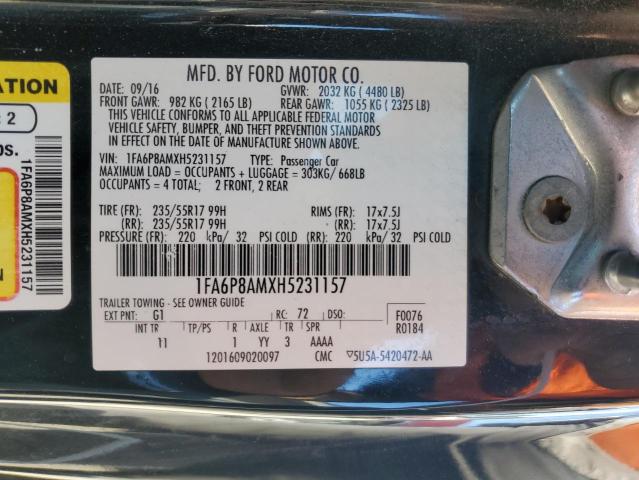 ATION
: 2
os.
1FA6P8AMXH5231157
N
MFD. BY FORD MOTOR CO.
DATE: 09/16 GVWR: 2032 KG ( 4480 LB)
FRONT GAWR: 982 KG ( 2165 LB) REAR GAWR: 1055 KG ( 2325 LB)
THIS VEHICLE CONFORMS TO ALL APPLICABLE FEDERAL MOTOR
VEHICLE SAFETY, BUMPER, AND THEFT PREVENTION STANDARDS
IN EFFECT ON THE DATE OF MANUFACTURE SHOWN ABOVE.
VIN: 1FA6P8AMXH5231157 TYPE: Passenger Car
MAXIMUM LOAD = OCCUPANTS + LUGGAGE = 303KG/ 668LB
OCCUPANTS = 4 TOTAL; 2 FRONT, 2 REAR
TIRE (FR): 235/55R17 99H RIMS (FR): 17x7.5J
(RR): 235/55R17 99H (RR): 17x7.5J
PRESSURE (FR): 220 kPa/ 32 PSI COLD (RR): 220 kPa/ 32 PSI COLD
1FA6P8AMXH5231157
TRAILER TOWING - SEE OWNER GUIDE
EXT PNT: G1 RC: 72 DSO: F0076
R0184
INT TR TP/PS R AXLE TR SPR
11 1 YY 3 AAAA
1201609020097 CMC ▽5U5A-5420472-AA